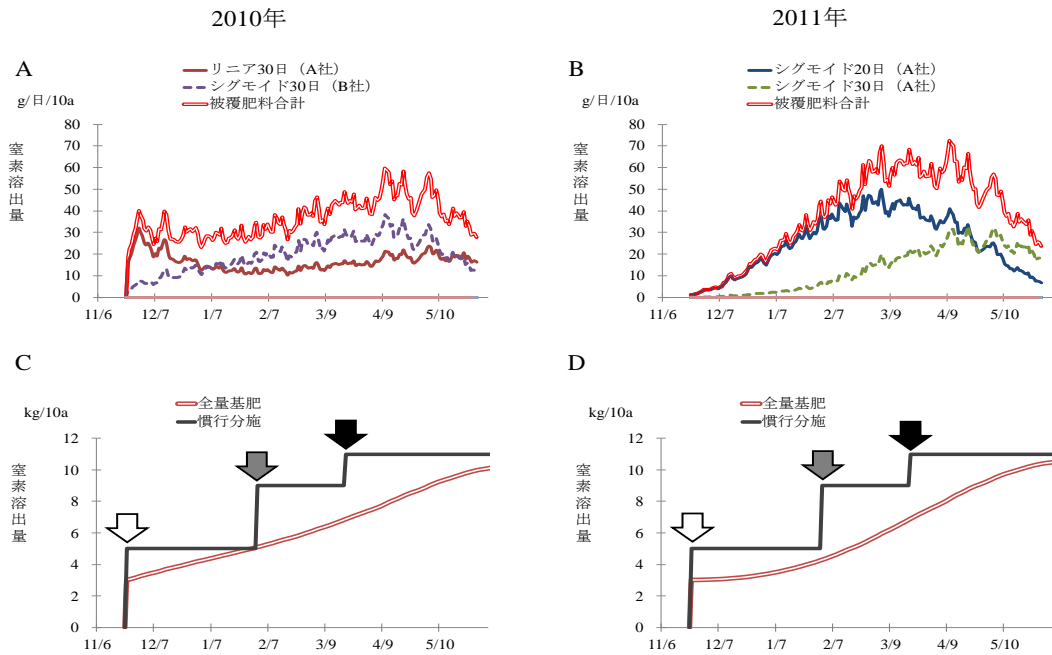 2010年
2011年
A
リニア30日（A社）
シグモイド30日（B社）
被覆肥料合計
g/日/10a
窒素溶出量
80
70
60
50
40
30
20
10
0
11/6 12/7 1/7 2/7 3/9 4/9 5/10
B
シグモイド20日（A社）
シグモイド30日（A社）
被覆肥料合計
g/日/10a
窒素溶出量
80
70
60
50
40
30
20
10
0
11/6 12/7 1/7 2/7 3/9 4/9 5/10
C
全量基肥
慣行分施
kg/10a
窒素溶出量
12
10
8
6
4
2
0
11/6 12/7 1/7 2/7 3/9 4/9 5/10
D
全量基肥
慣行分施
kg/10a
窒素溶出量
12
10
8
6
4
2
0
11/6 12/7 1/7 2/7 3/9 4/9 5/10